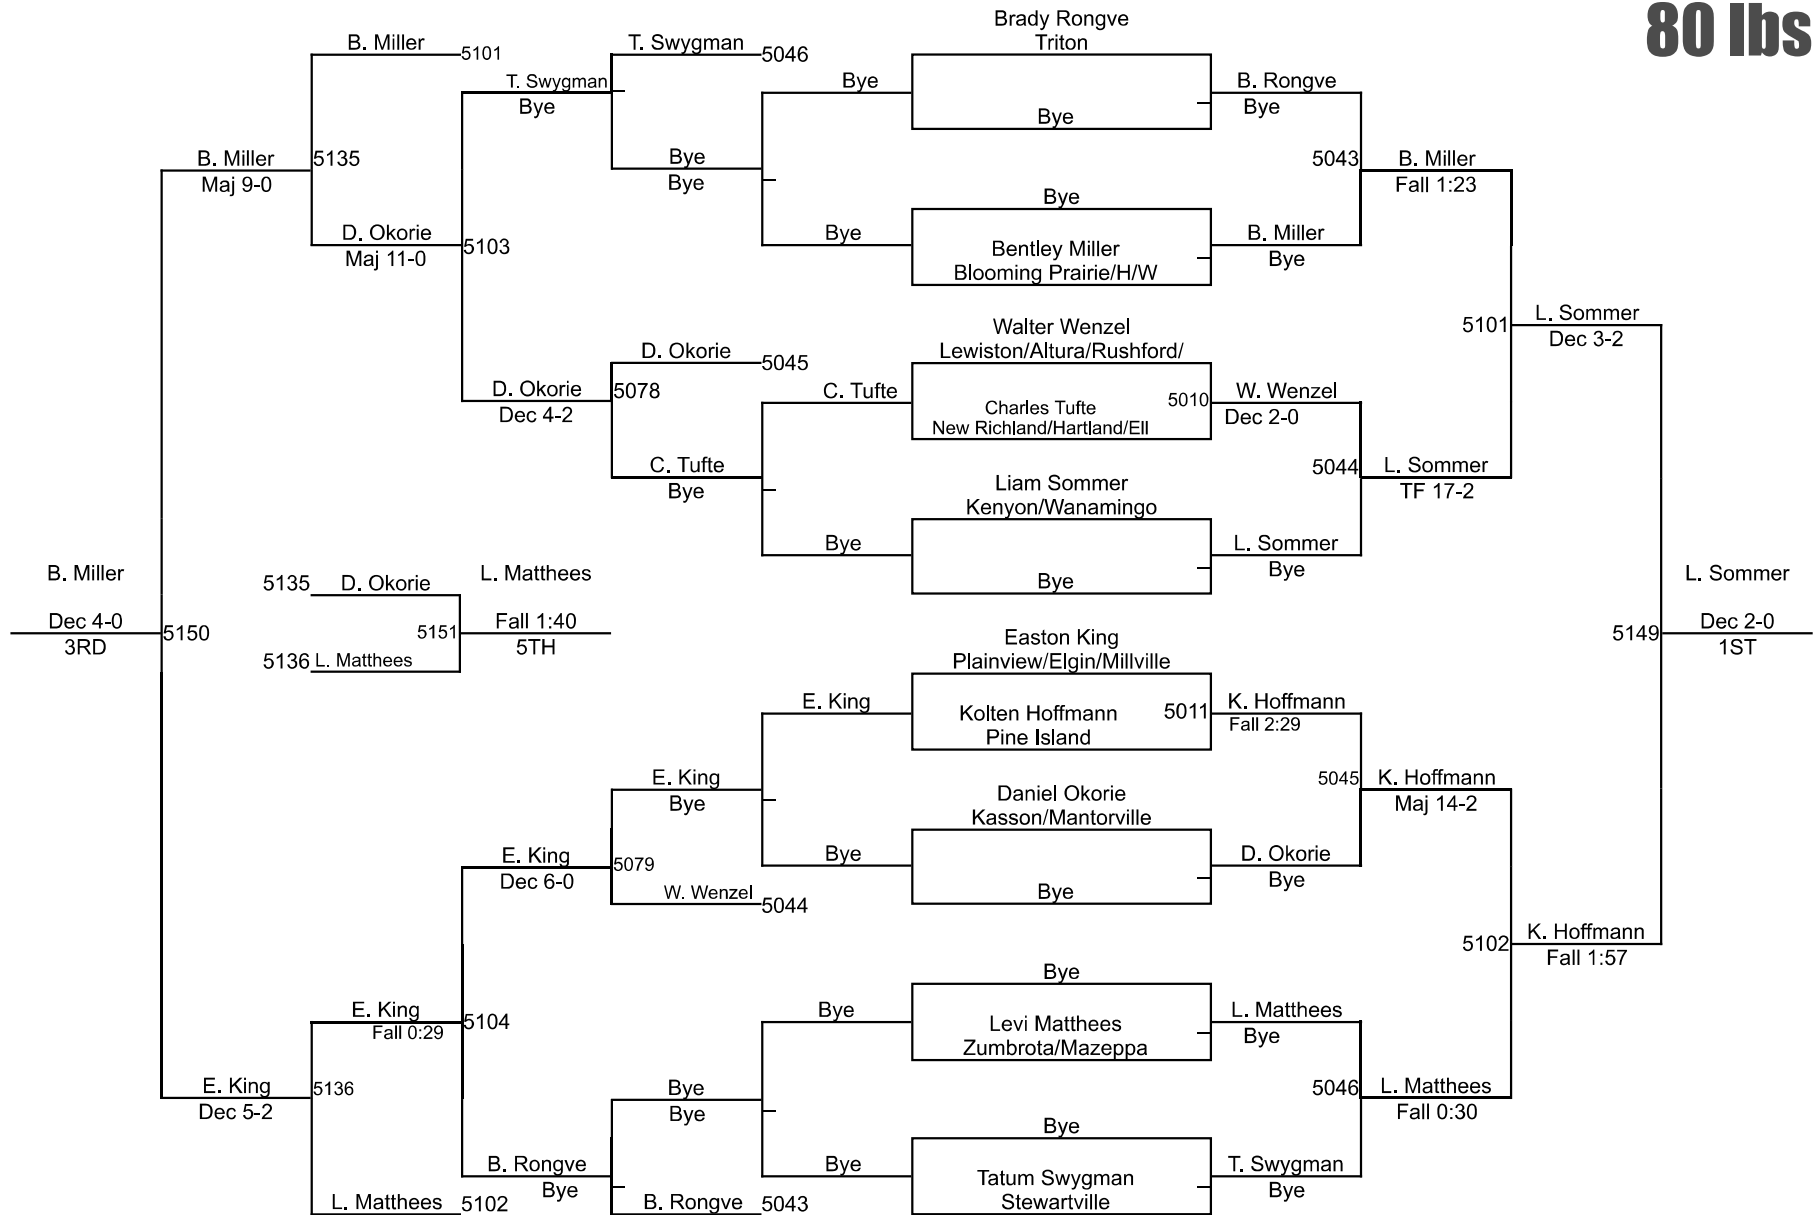 80 lbs
Brady Rongve
Triton
B. Miller
5101
T. Swygman
5046
T. Swygman
Bye
Bye
Bye
B. Rongve
Bye
B. Miller
Maj 9-0
5135
Bye
Bye
5043
B. Miller
Fall 1:23
Bye
D. Okorie
Maj 11-0
5103
Bye
Bentley Miller
Blooming Prairie/H/W
B. Miller
Bye
Walter Wenzel
Lewiston/Altura/Rushford/
5101
L. Sommer
Dec 3-2
D. Okorie
5045
D. Okorie
Dec 4-2
5078
C. Tufte
Charles Tufte
New Richland/Hartland/Ell
5010
W. Wenzel
Dec 2-0
C. Tufte
Bye
Liam Sommer
Kenyon/Wanamingo
5044
L. Sommer
TF 17-2
Bye
Bye
L. Sommer
Bye
B. Miller
Dec 4-0
3RD
5150
5135
D. Okorie
5136
L. Matthees
5151
L. Matthees
Fall 1:40
5TH
5149
L. Sommer
Dec 2-0
1ST
Easton King
Plainview/Elgin/Millville
E. King
Kolten Hoffmann
Pine Island
5011
K. Hoffmann
Fall 2:29
E. King
Bye
Daniel Okorie
Kasson/Mantorville
5045
K. Hoffmann
Maj 14-2
E. King
Dec 6-0
5079
Bye
Bye
D. Okorie
Bye
W. Wenzel
5044
5102
K. Hoffmann
Fall 1:57
Bye
E. King
Fall 0:29
5104
Bye
Levi Matthees
Zumbrota/Mazeppa
L. Matthees
Bye
E. King
Dec 5-2
5136
Bye
Bye
5046
L. Matthees
Fall 0:30
Bye
B. Rongve
Bye
Bye
Tatum Swygman
Stewartville
T. Swygman
Bye
L. Matthees
5102
B. Rongve
5043